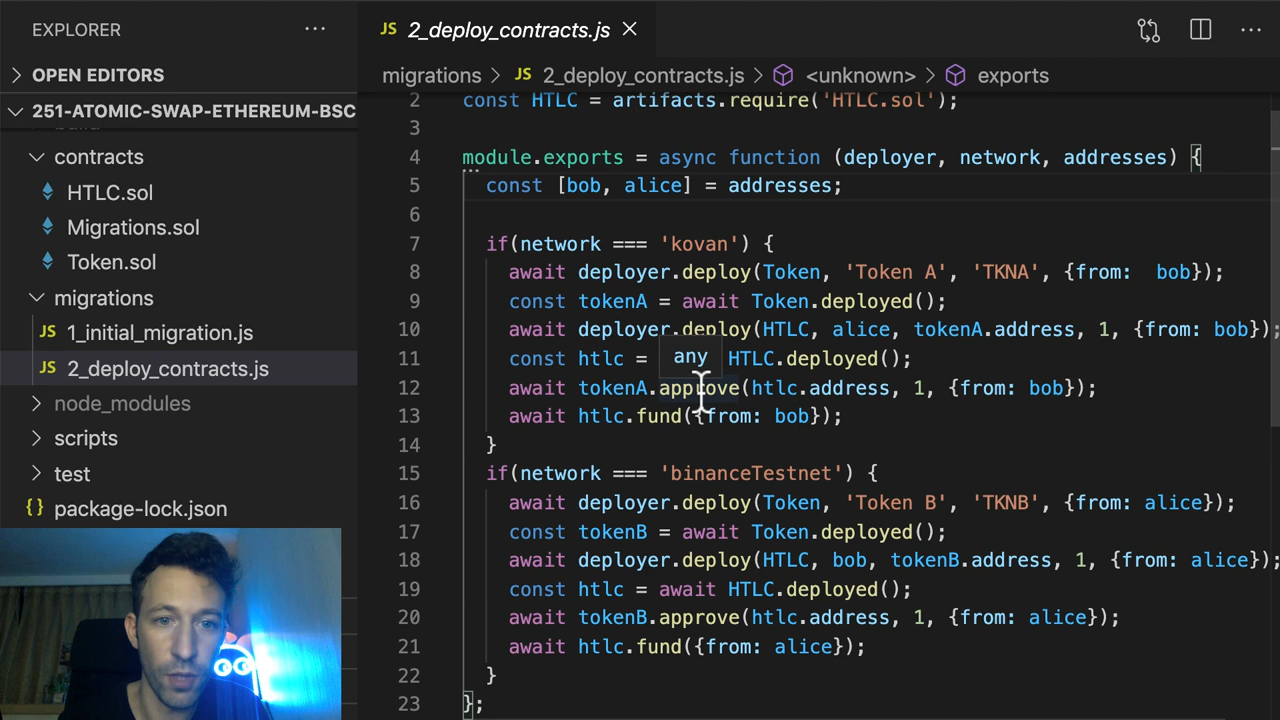 EXPLORER
OPEN EDITORS
251-ATOMIC-SWAP-ETHEREUM-BSC
contracts
HTLC.sol
Migrations.sol
Token.sol
migrations
JS 1_initial_migration.js
JS 2_deploy_contracts.js
node_modules
scripts
test
{} package-lock.json
JS 2_deploy_contracts.js
migrations > JS 2_deploy_contracts.js > <unknown> > exports
2 const HTLC = artifacts.require('HTLC.sol');
3
4 module.exports = async function (deployer, network, addresses) {
5 const [bob, alice] = addresses;
6
7 if(network === 'kovan') {
8 await deployer.deploy(Token, 'Token A', 'TKNA', {from:  bob});
9 const tokenA = await Token.deployed();
10 await deployer.deploy(HTLC, alice, tokenA.address, 1, {from: bob});
11 const htlc = HTLC.deployed();
any
12 await tokenA.approve(htlc.address, 1, {from: bob});
13 await htlc.fund({from: bob});
14 }
15 if(network === 'binanceTestnet') {
16 await deployer.deploy(Token, 'Token B', 'TKNB', {from: alice});
17 const tokenB = await Token.deployed();
18 await deployer.deploy(HTLC, bob, tokenB.address, 1, {from: alice});
19 const htlc = await HTLC.deployed();
20 await tokenB.approve(htlc.address, 1, {from: alice});
21 await htlc.fund({from: alice});
22 }
23 };